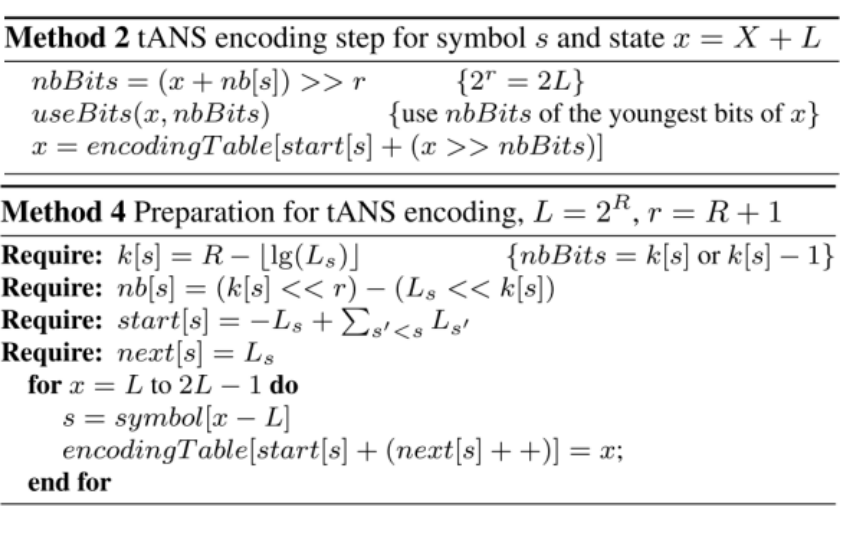 Method 2 tANS encoding step for symbol s and state x = X + L
nbBits = (x + nb[s]) >> r {2^r = 2L}
useBits(x, nbBits) {use nbBits of the youngest bits of x}
x = encodingTable[start[s] + (x >> nbBits)]
Method 4 Preparation for tANS encoding, L = 2^R, r = R + 1
Require: k[s] = R − ⌊lg(L_s)⌋ {nbBits = k[s] or k[s] − 1}
Require: nb[s] = (k[s] << r) − (L_s << k[s])
Require: start[s] = −L_s + ∑_{s′<s} L_{s′}
Require: next[s] = L_s
for x = L to 2L − 1 do
s = symbol[x − L]
encodingTable[start[s] + (next[s] + +)] = x;
end for